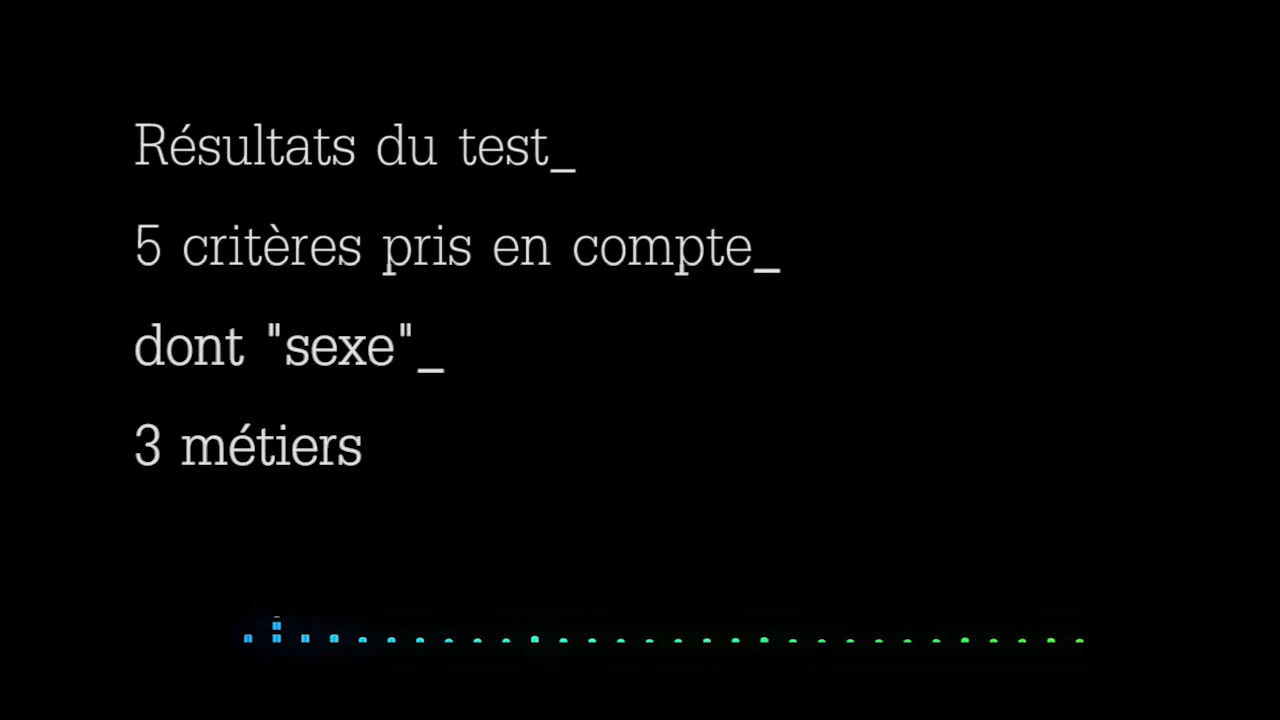 Résultats du test_
5 critères pris en compte_
dont "sexe"_
3 métiers